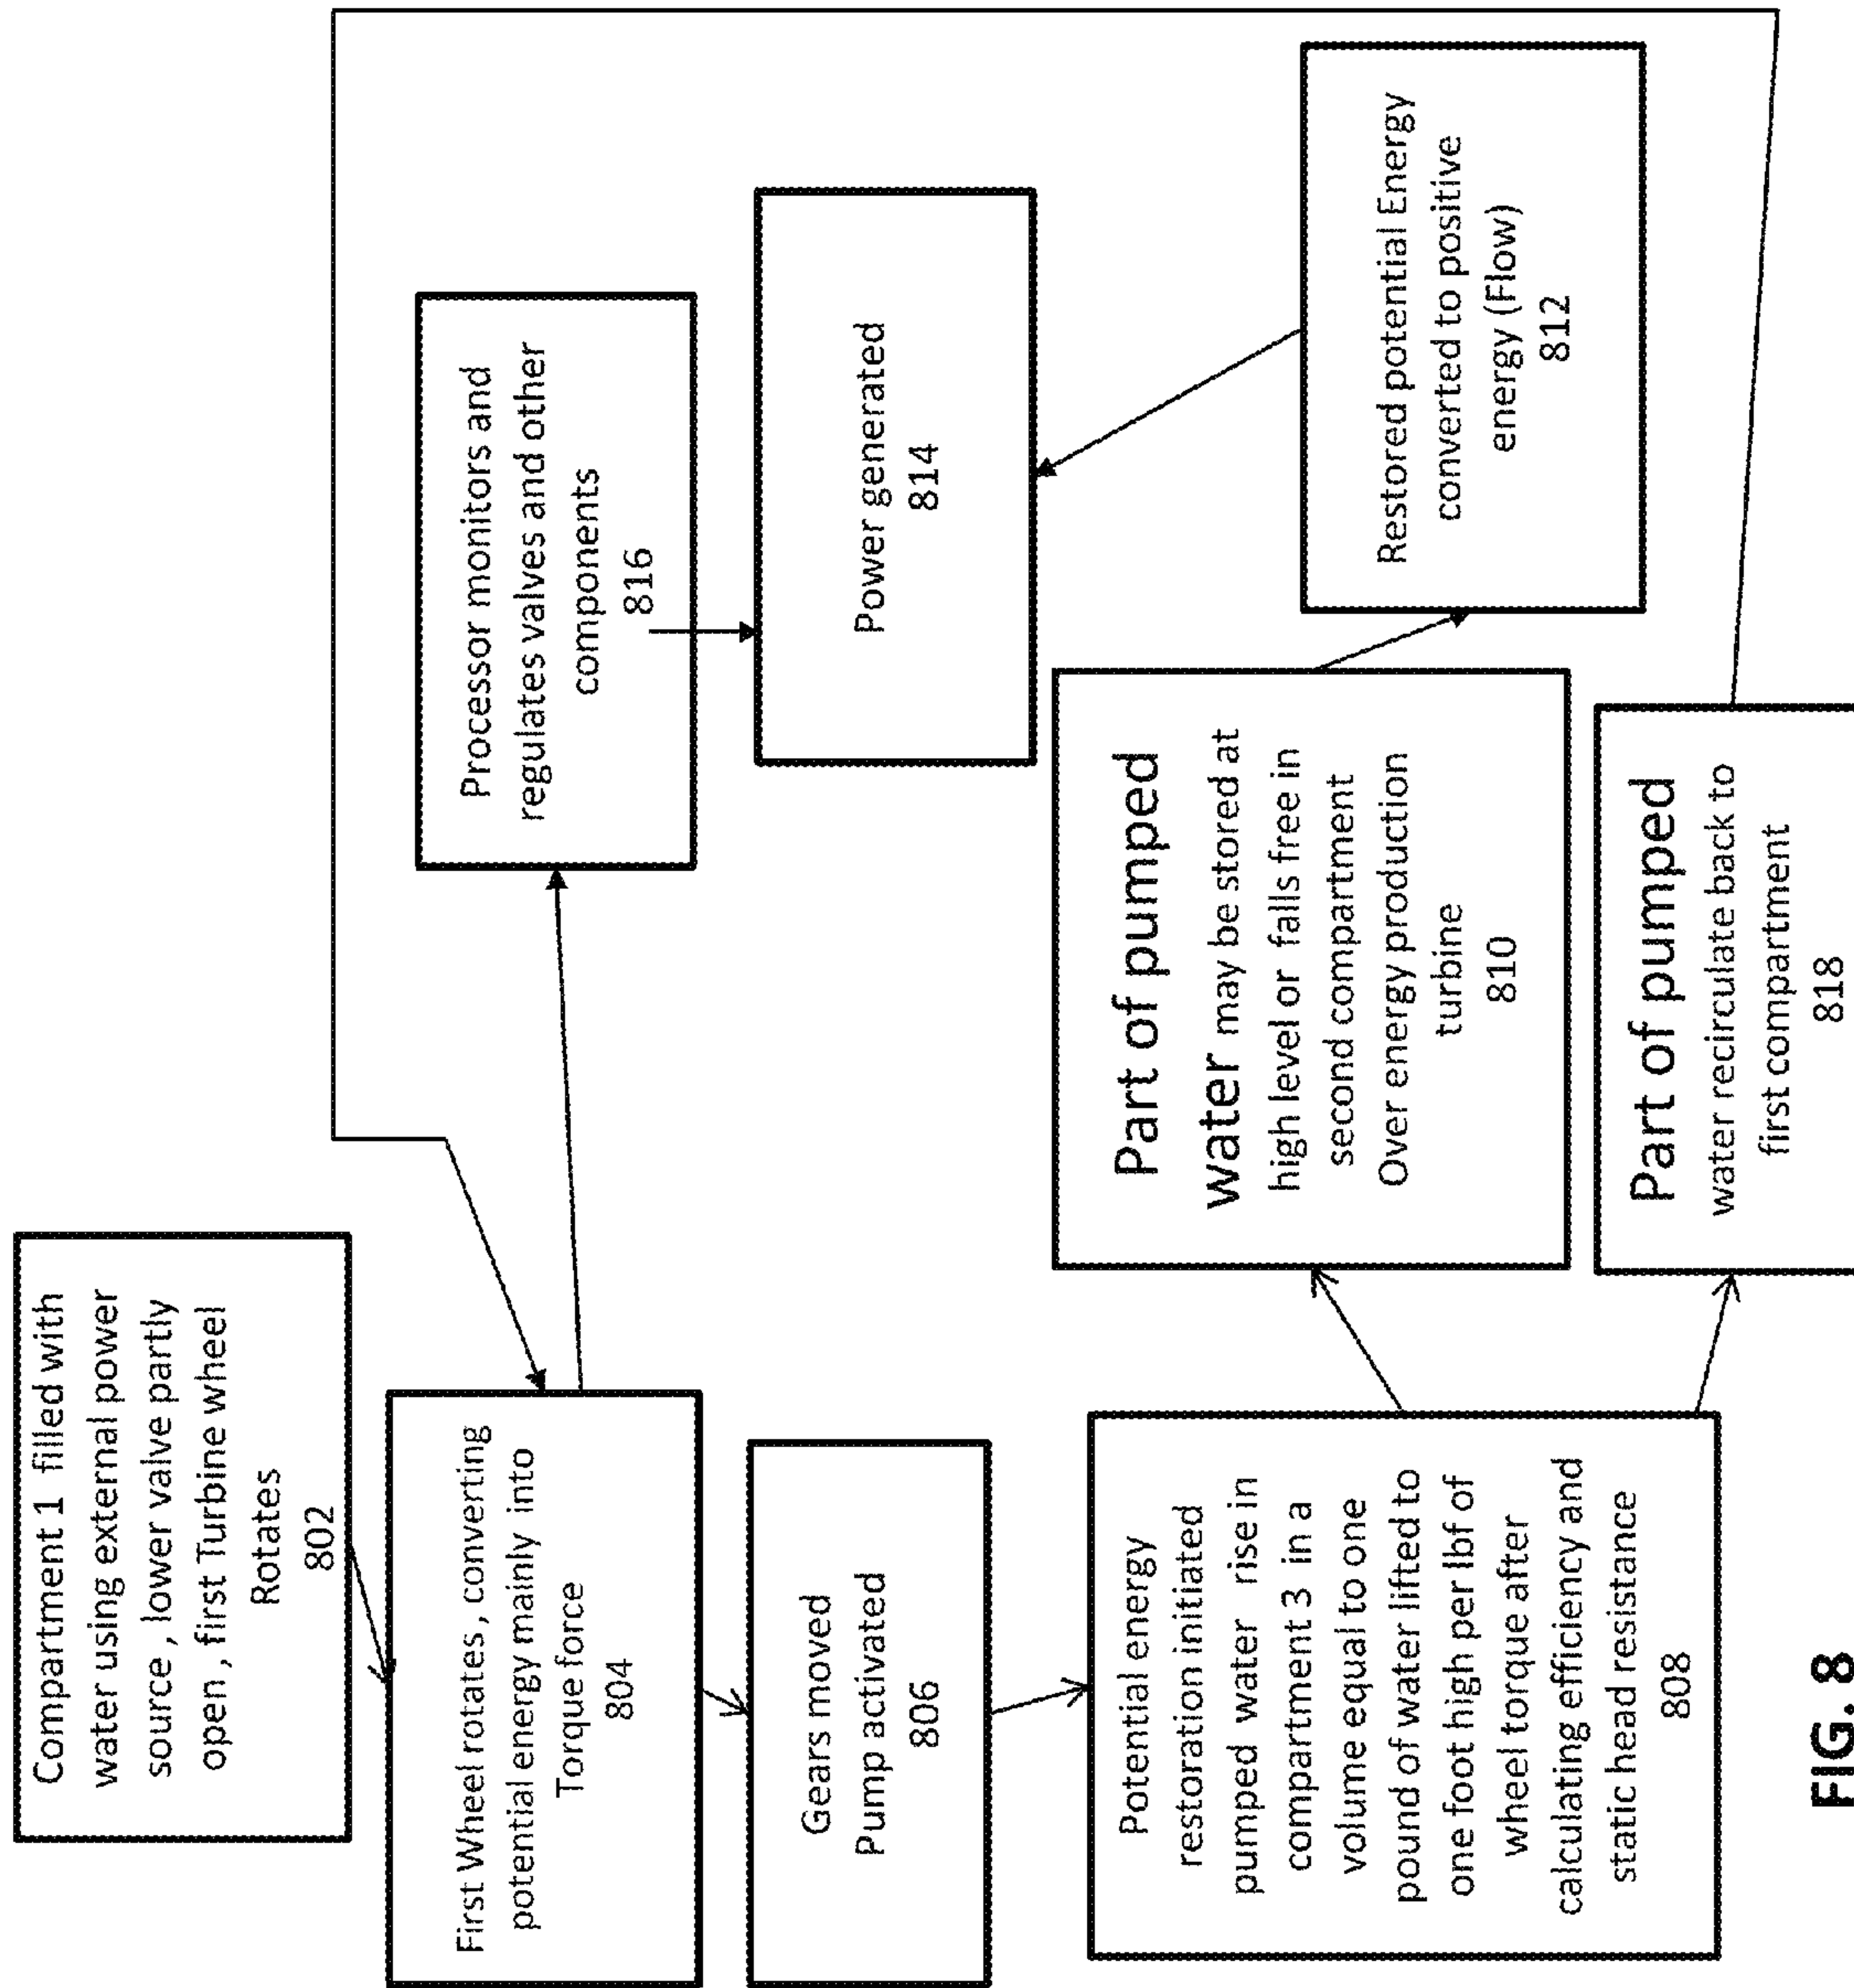 Compartment 1 filled with
water using external power
source , lower valve partly
open , first Turbine wheel
Rotates
802
First Wheel rotates , converting
potential energy mainly into
Torque force
804
Gears moved
Pump activated
806
Potential energy
restoration initiated
pumped water rise in
compartment 3 in a
volume equal to one
pound of water lifted to
one foot high per lbf of
wheel torque after
calculating efficiency and
static head resistance
808
Processor monitors and
regulates valves and other
components
816
Power generated
814
Part of pumped
water may be stored at
high level or falls free in
second compartment
Over energy production
turbine
810
Restored potential Energy
converted to positive
energy (Flow)
812
Part of pumped
water recirculate back to
first compartment
818
FIG. 8